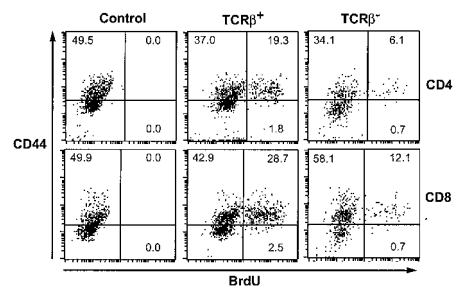 Control TCRβ⁺ TCRβ⁻
49.5 0.0 37.0 19.3 34.1 6.1
CD4
0.0 1.8 0.7
CD44
49.9 0.0 42.9 28.7 58.1 12.1
CD8
0.0 2.5 0.7
BrdU